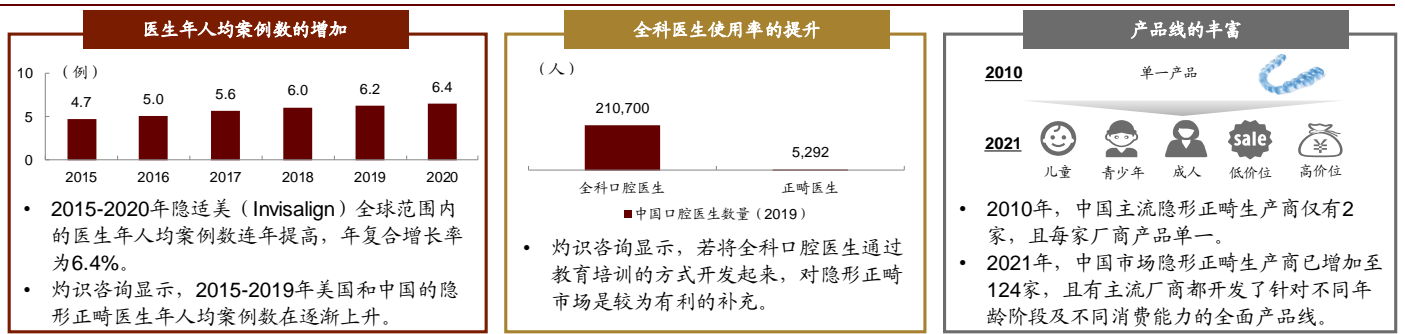 医生年人均案例数的增加
（例）
10
5
0
4.7
5.0
5.6
6.0
6.2
6.4
2015
2016
2017
2018
2019
2020
• 2015-2020年隐适美（Invisalign）全球范围内
的医生年人均案例数连年提高，年复合增长率
为6.4%。
• 灼识咨询显示，2015-2019年美国和中国的隐
形正畸医生年人均案例数在逐渐上升。
全科医生使用率的提升
（人）
210,700
5,292
全科口腔医生
正畸医生
中国口腔医生数量（2019）
• 灼识咨询显示，若将全科口腔医生通过
教育培训的方式开发起来，对隐形正畸
市场是较为有利的补充。
产品线的丰富
2010
单一产品
2021
sale
¥
儿童
青少年
成人
低价位
高价位
• 2010年，中国主流隐形正畸生产商仅有2
家，且每家厂商产品单一。
• 2021年，中国市场隐形正畸生产商已增加至
124家，且有主流厂商都开发了针对不同年
龄阶段及不同消费能力的全面产品线。